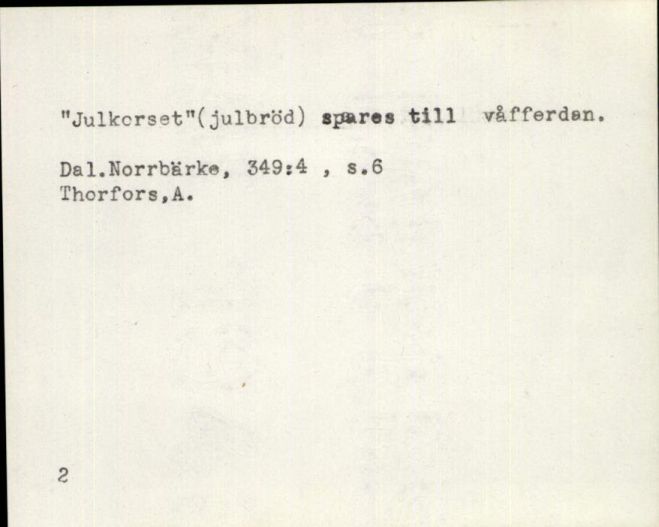 "Julkorset"(julbröd) spares till våfferdan.
Dal.Norrbärke, 349:4 , s.6
Thorfors,A.
2